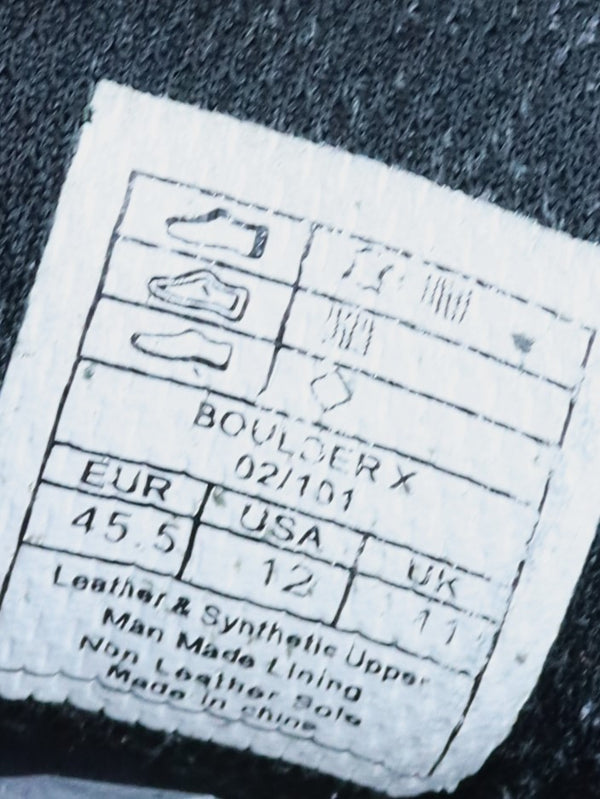 BOULDER X
02/101
EUR USA UK
45.5 12 11
Leather & Synthetic Upper
Man Made Lining
Non Leather Sole
Made in china